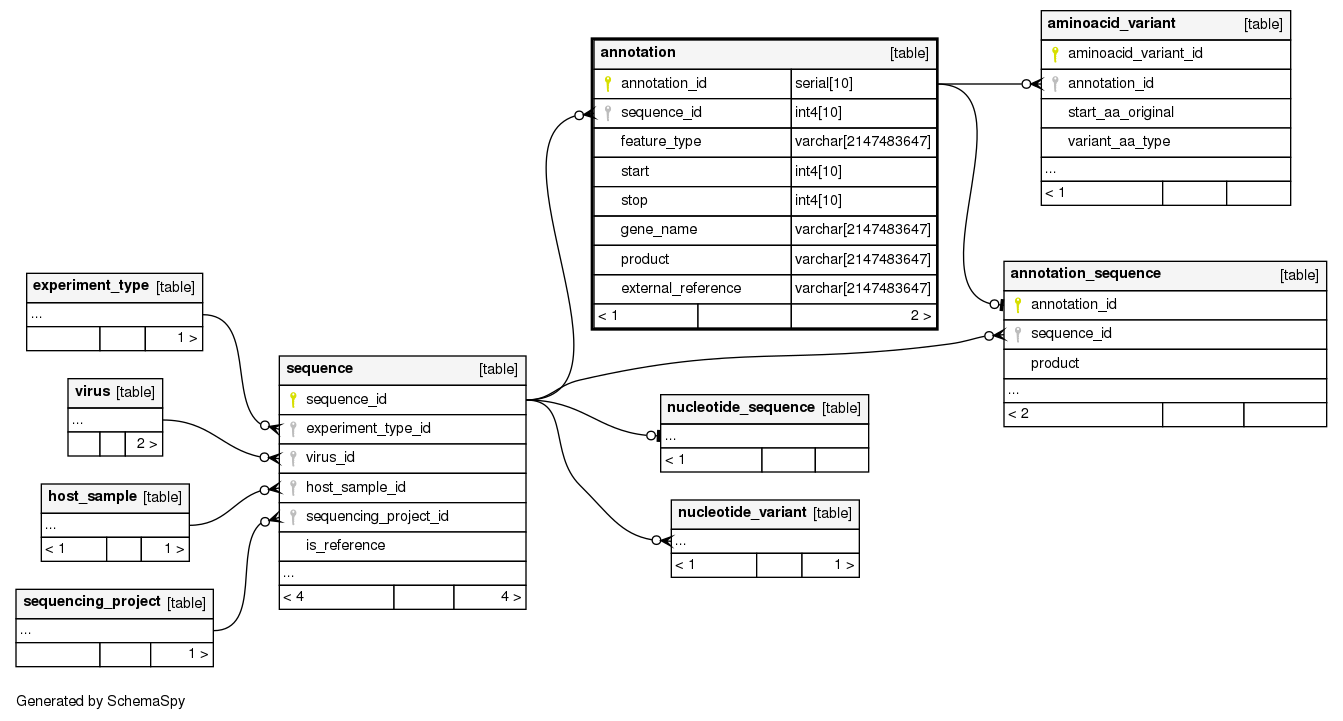 annotation [table]
annotation_id serial[10]
sequence_id int4[10]
feature_type varchar[2147483647]
start int4[10]
stop int4[10]
gene_name varchar[2147483647]
product varchar[2147483647]
external_reference varchar[2147483647]
< 1 2 >
aminoacid_variant [table]
aminoacid_variant_id
annotation_id
start_aa_original
variant_aa_type
...
< 1
annotation_sequence [table]
annotation_id
sequence_id
product
...
< 2
experiment_type [table]
...
1 >
virus [table]
...
2 >
host_sample [table]
...
< 1 1 >
sequencing_project [table]
...
1 >
sequence [table]
sequence_id
experiment_type_id
virus_id
host_sample_id
sequencing_project_id
is_reference
...
< 4 4 >
nucleotide_sequence [table]
...
< 1
nucleotide_variant [table]
...
< 1 1 >
Generated by SchemaSpy